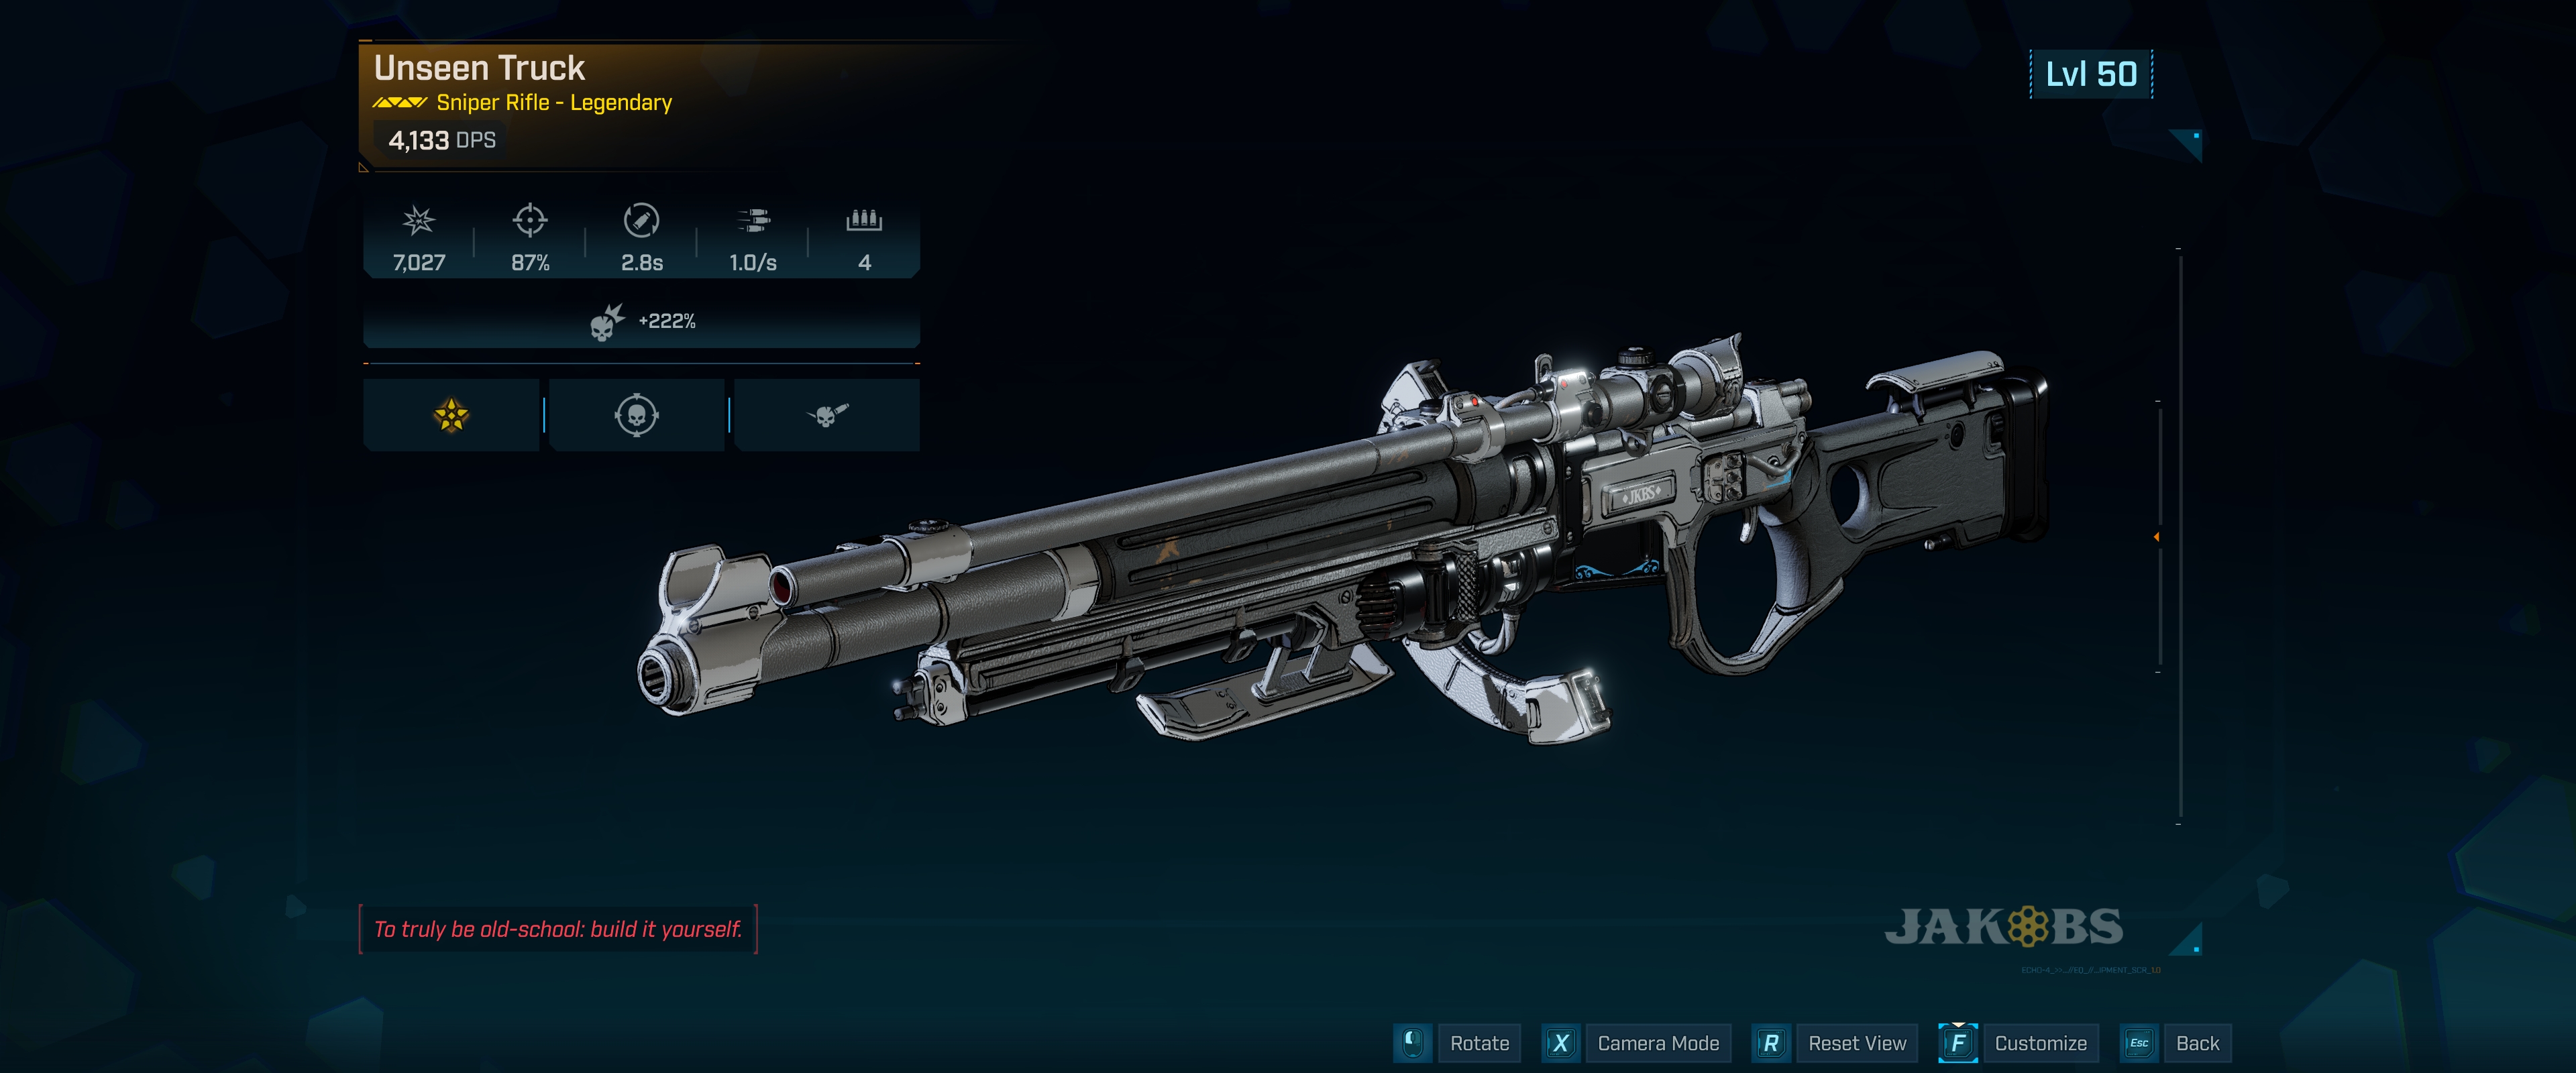 Unseen Truck
Lvl 50
Sniper Rifle - Legendary
4,133 DPS
7,027
87%
2.8s
1.0/s
4
+222%
JKBS
To truly be old-school: build it yourself.
JAKOBS
Rotate
X Camera Mode
R Reset View
F Customize
Esc Back